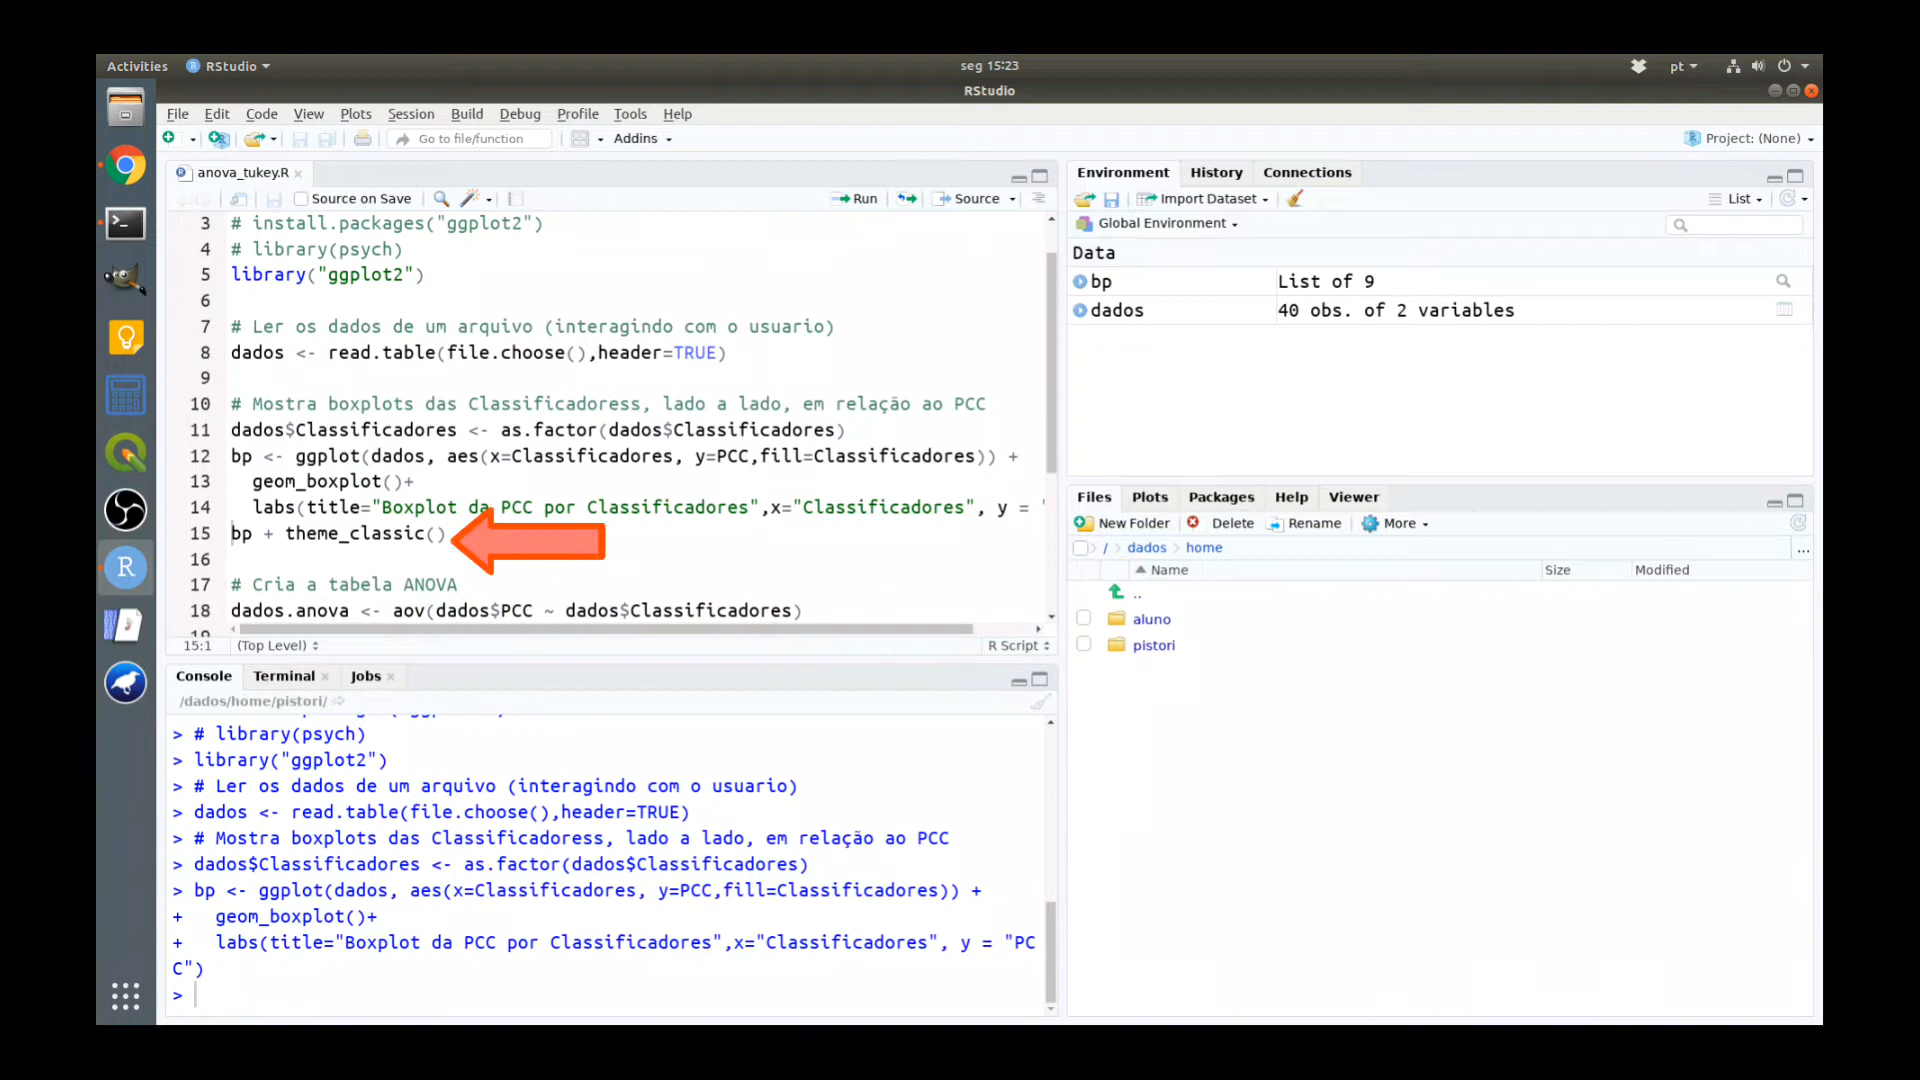 Activities RStudio seg 15:23 pt
RStudio
File Edit Code View Plots Session Build Debug Profile Tools Help
Go to file/function Addins Project: (None)
anova_tukey.R
Source on Save Run Source
3 # install.packages("ggplot2")
4 # library(psych)
5 library("ggplot2")
6
7 # Ler os dados de um arquivo (interagindo com o usuario)
8 dados <- read.table(file.choose(),header=TRUE)
9
10 # Mostra boxplots das Classificadoress, lado a lado, em relação ao PCC
11 dados$Classificadores <- as.factor(dados$Classificadores)
12 bp <- ggplot(dados, aes(x=Classificadores, y=PCC,fill=Classificadores)) +
13 geom_boxplot()+
14 labs(title="Boxplot da PCC por Classificadores",x="Classificadores", y = "
15 bp + theme_classic()
16
17 # Cria a tabela ANOVA
18 dados.anova <- aov(dados$PCC ~ dados$Classificadores)
19
15:1 (Top Level) R Script
Console Terminal Jobs
/dados/home/pistori/
> # library(psych)
> library("ggplot2")
> # Ler os dados de um arquivo (interagindo com o usuario)
> dados <- read.table(file.choose(),header=TRUE)
> # Mostra boxplots das Classificadoress, lado a lado, em relação ao PCC
> dados$Classificadores <- as.factor(dados$Classificadores)
> bp <- ggplot(dados, aes(x=Classificadores, y=PCC,fill=Classificadores)) +
+ geom_boxplot()+
+ labs(title="Boxplot da PCC por Classificadores",x="Classificadores", y = "PC
C")
>
Environment History Connections
Import Dataset List
Global Environment
Data
bp List of 9
dados 40 obs. of 2 variables
Files Plots Packages Help Viewer
New Folder Delete Rename More
/ dados home ...
Name Size Modified
..
aluno
pistori